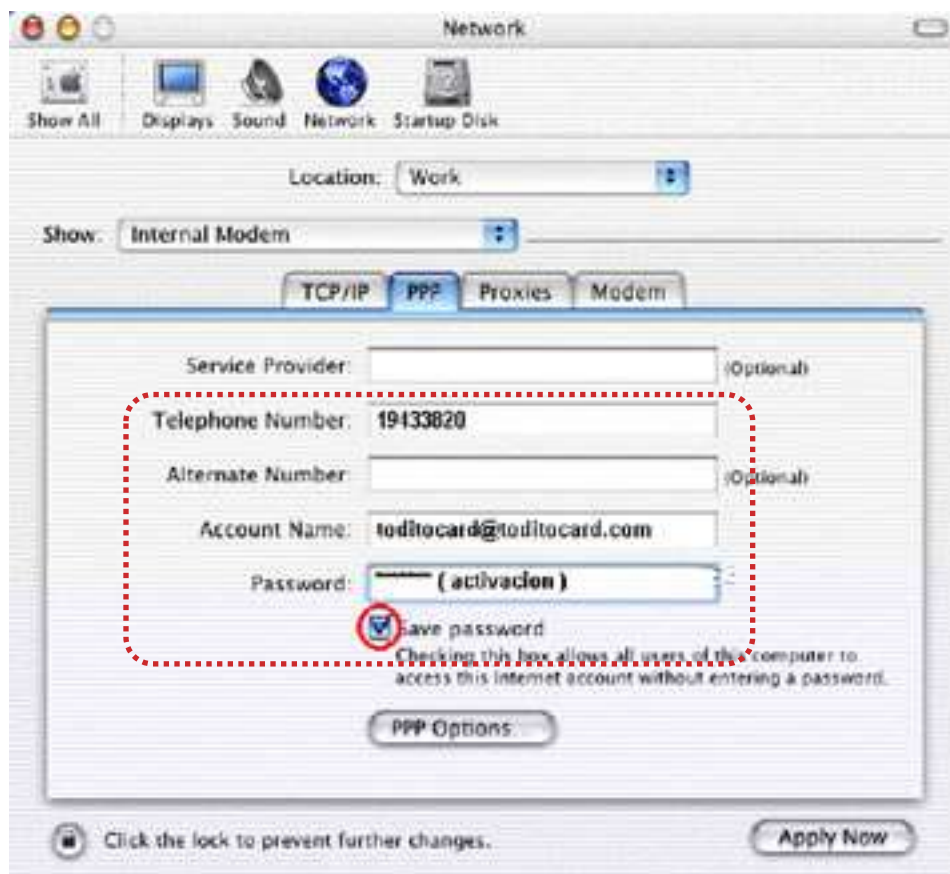 Network
Show All Displays Sound Network Startup Disk
Location: Work
Show: Internal Modem
TCP/IP PPP Proxies Modem
Service Provider: (Optional)
Telephone Number: 19433820
Alternate Number: (Optional)
Account Name: toditocard@toditocard.com
Password: ******* ( activacion )
Save password
Checking this box allows all users of this computer to
access this Internet account without entering a password.
PPP Options...
Click the lock to prevent further changes.
Apply Now